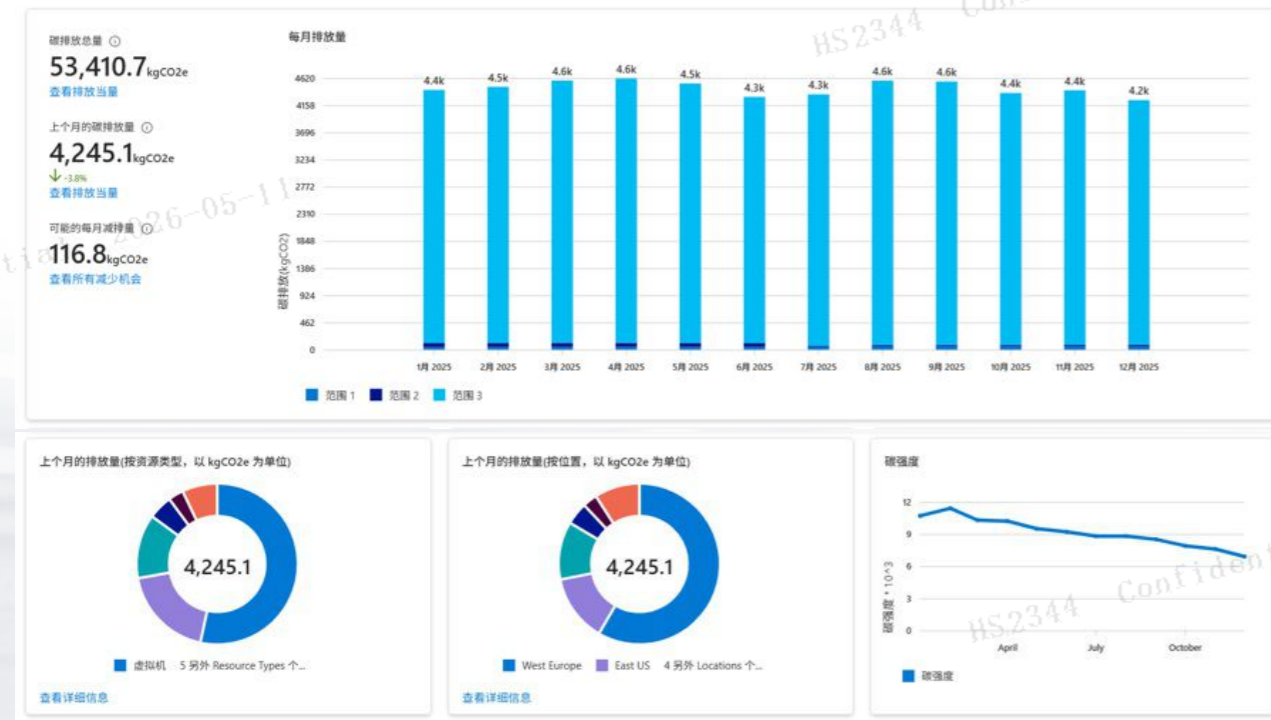 碳排放总量
53,410.7kgCO2e
查看排放当量
上个月的碳排放量
4,245.1kgCO2e
-3.8%
查看排放当量
可能的每月减排量
116.8kgCO2e
查看所有减少机会
每月排放量
碳排放(kgCO2)
4620
4158
3696
3234
2772
2310
1848
1386
924
462
0
4.4k 4.5k 4.6k 4.6k 4.5k 4.3k 4.3k 4.6k 4.6k 4.4k 4.4k 4.2k
1月 2025 2月 2025 3月 2025 4月 2025 5月 2025 6月 2025 7月 2025 8月 2025 9月 2025 10月 2025 11月 2025 12月 2025
范围 1 范围 2 范围 3
上个月的排放量(按资源类型，以 kgCO2e 为单位)
4,245.1
虚拟机 5 另外 Resource Types 个...
查看详细信息
上个月的排放量(按位置，以 kgCO2e 为单位)
4,245.1
West Europe East US 4 另外 Locations 个...
查看详细信息
碳强度
碳强度 * 10^3
12
9
6
3
0
April July October
碳强度
HS2344
2026-05-11
HS2344 Confident